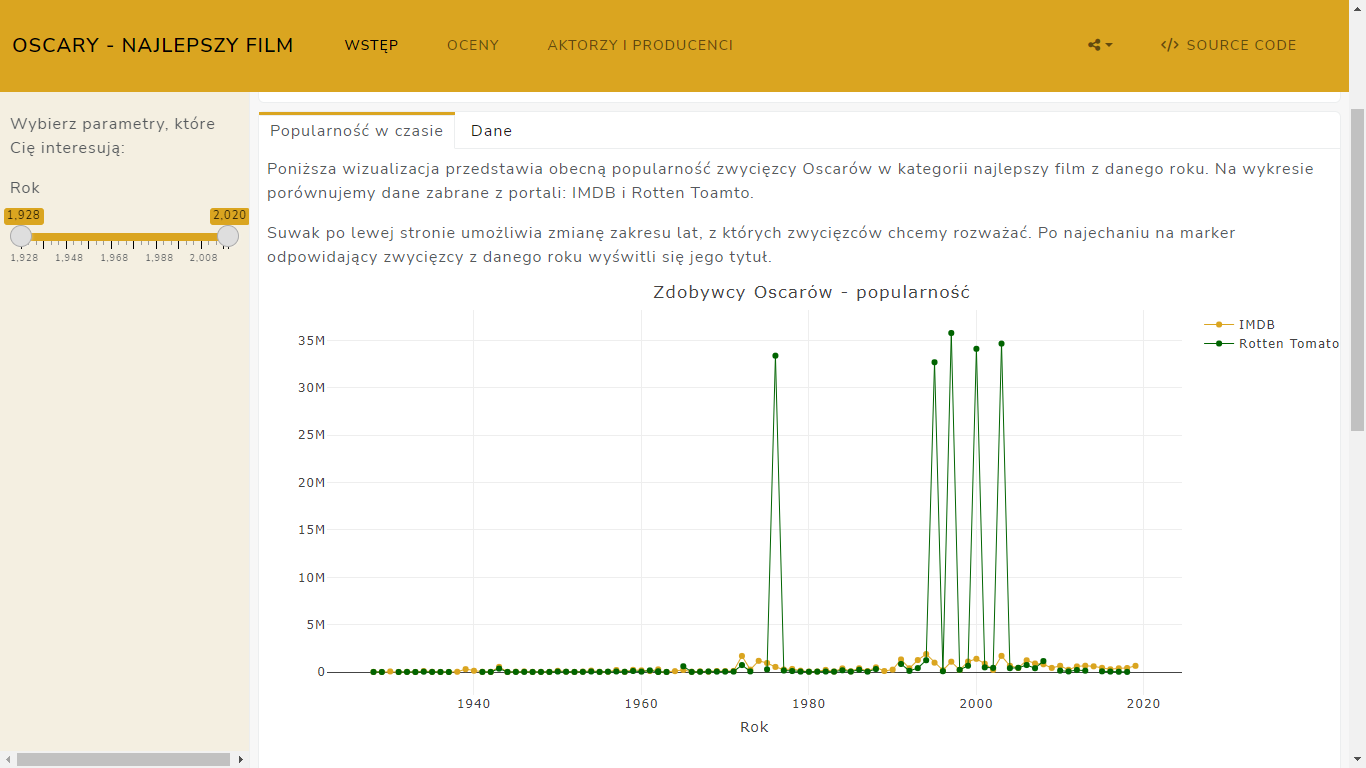 OSCARY - NAJLEPSZY FILM
WSTĘP
OCENY
AKTORZY I PRODUCENCI
SOURCE CODE
Wybierz parametry, które
Cię interesują:
Rok
1,928
2,020
1,928 1,948 1,968 1,988 2,008
Popularność w czasie
Dane
Poniższa wizualizacja przedstawia obecną popularność zwycięzcy Oscarów w kategorii najlepszy film z danego roku. Na wykresie
porównujemy dane zabrane z portali: IMDB i Rotten Toamto.
Suwak po lewej stronie umożliwia zmianę zakresu lat, z których zwycięzców chcemy rozważać. Po najechaniu na marker
odpowiadający zwycięzcy z danego roku wyświtli się jego tytuł.
Zdobywcy Oscarów - popularność
IMDB
Rotten Tomato
35M
30M
25M
20M
15M
10M
5M
0
1940 1960 1980 2000 2020
Rok